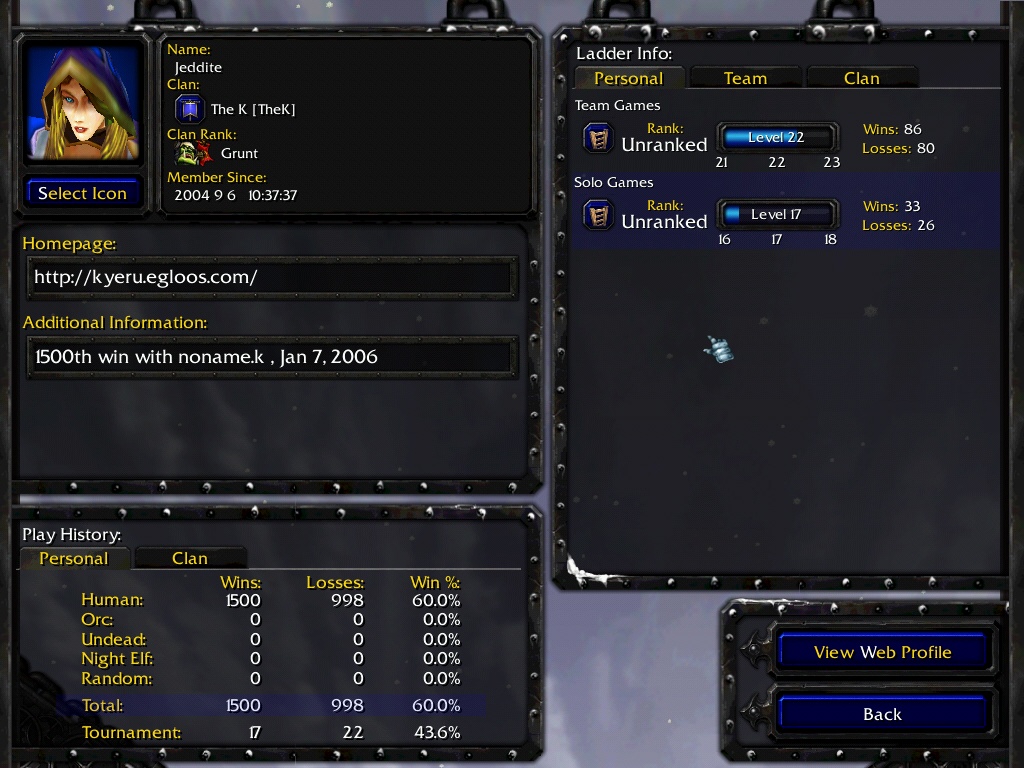 Name:
Jeddite
Clan:
The K [TheK]
Clan Rank:
Grunt
Member Since:
2004 9 6 10:37:37
Select Icon
Homepage:
http://kyeru.egloos.com/
Additional Information:
1500th win with noname.k , Jan 7, 2006
Play History:
Personal Clan
Wins: Losses: Win %:
Human: 1500 998 60.0%
Orc: 0 0 0.0%
Undead: 0 0 0.0%
Night Elf: 0 0 0.0%
Random: 0 0 0.0%
Total: 1500 998 60.0%
Tournament: 17 22 43.6%
Ladder Info:
Personal Team Clan
Team Games
Rank:
Unranked
Level 22
21 22 23
Wins: 86
Losses: 80
Solo Games
Rank:
Unranked
Level 17
16 17 18
Wins: 33
Losses: 26
View Web Profile
Back